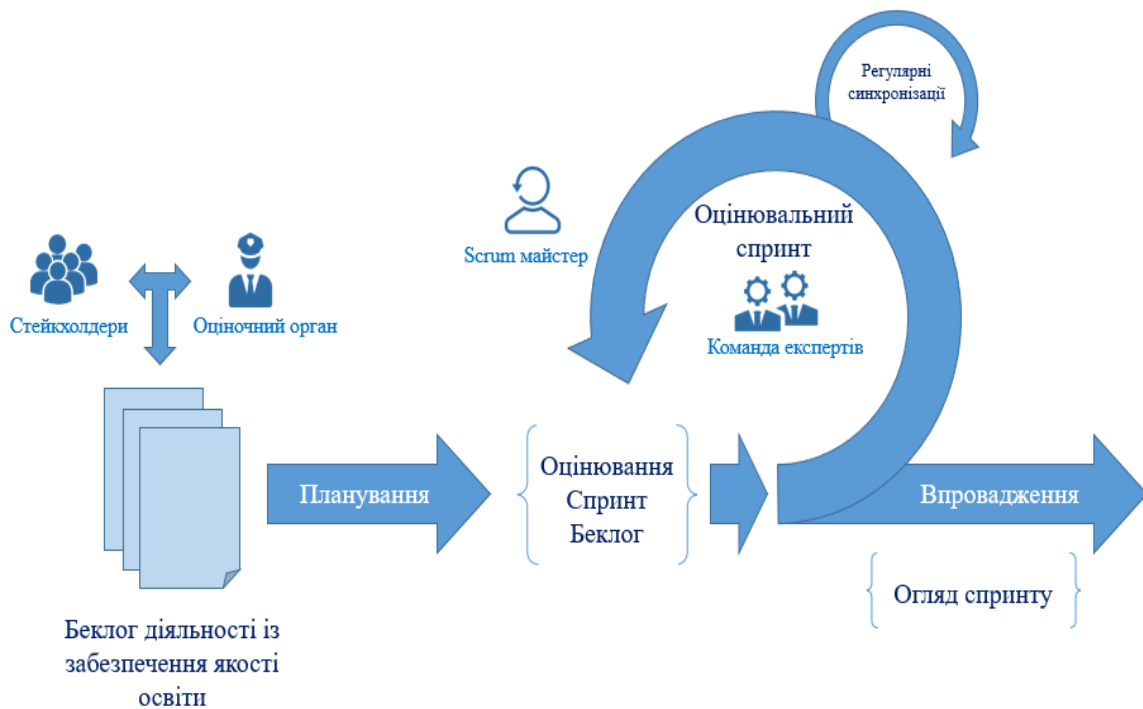 Регулярні
синхронізації
Оцінювальний
спринт
Scrum майстер
Стейкхолдери
Оціночний орган
Команда експертів
Планування
Оцінювання
Спринт
Беклог
Впровадження
Огляд спринту
Беклог діяльності із
забезпечення якості
освіти